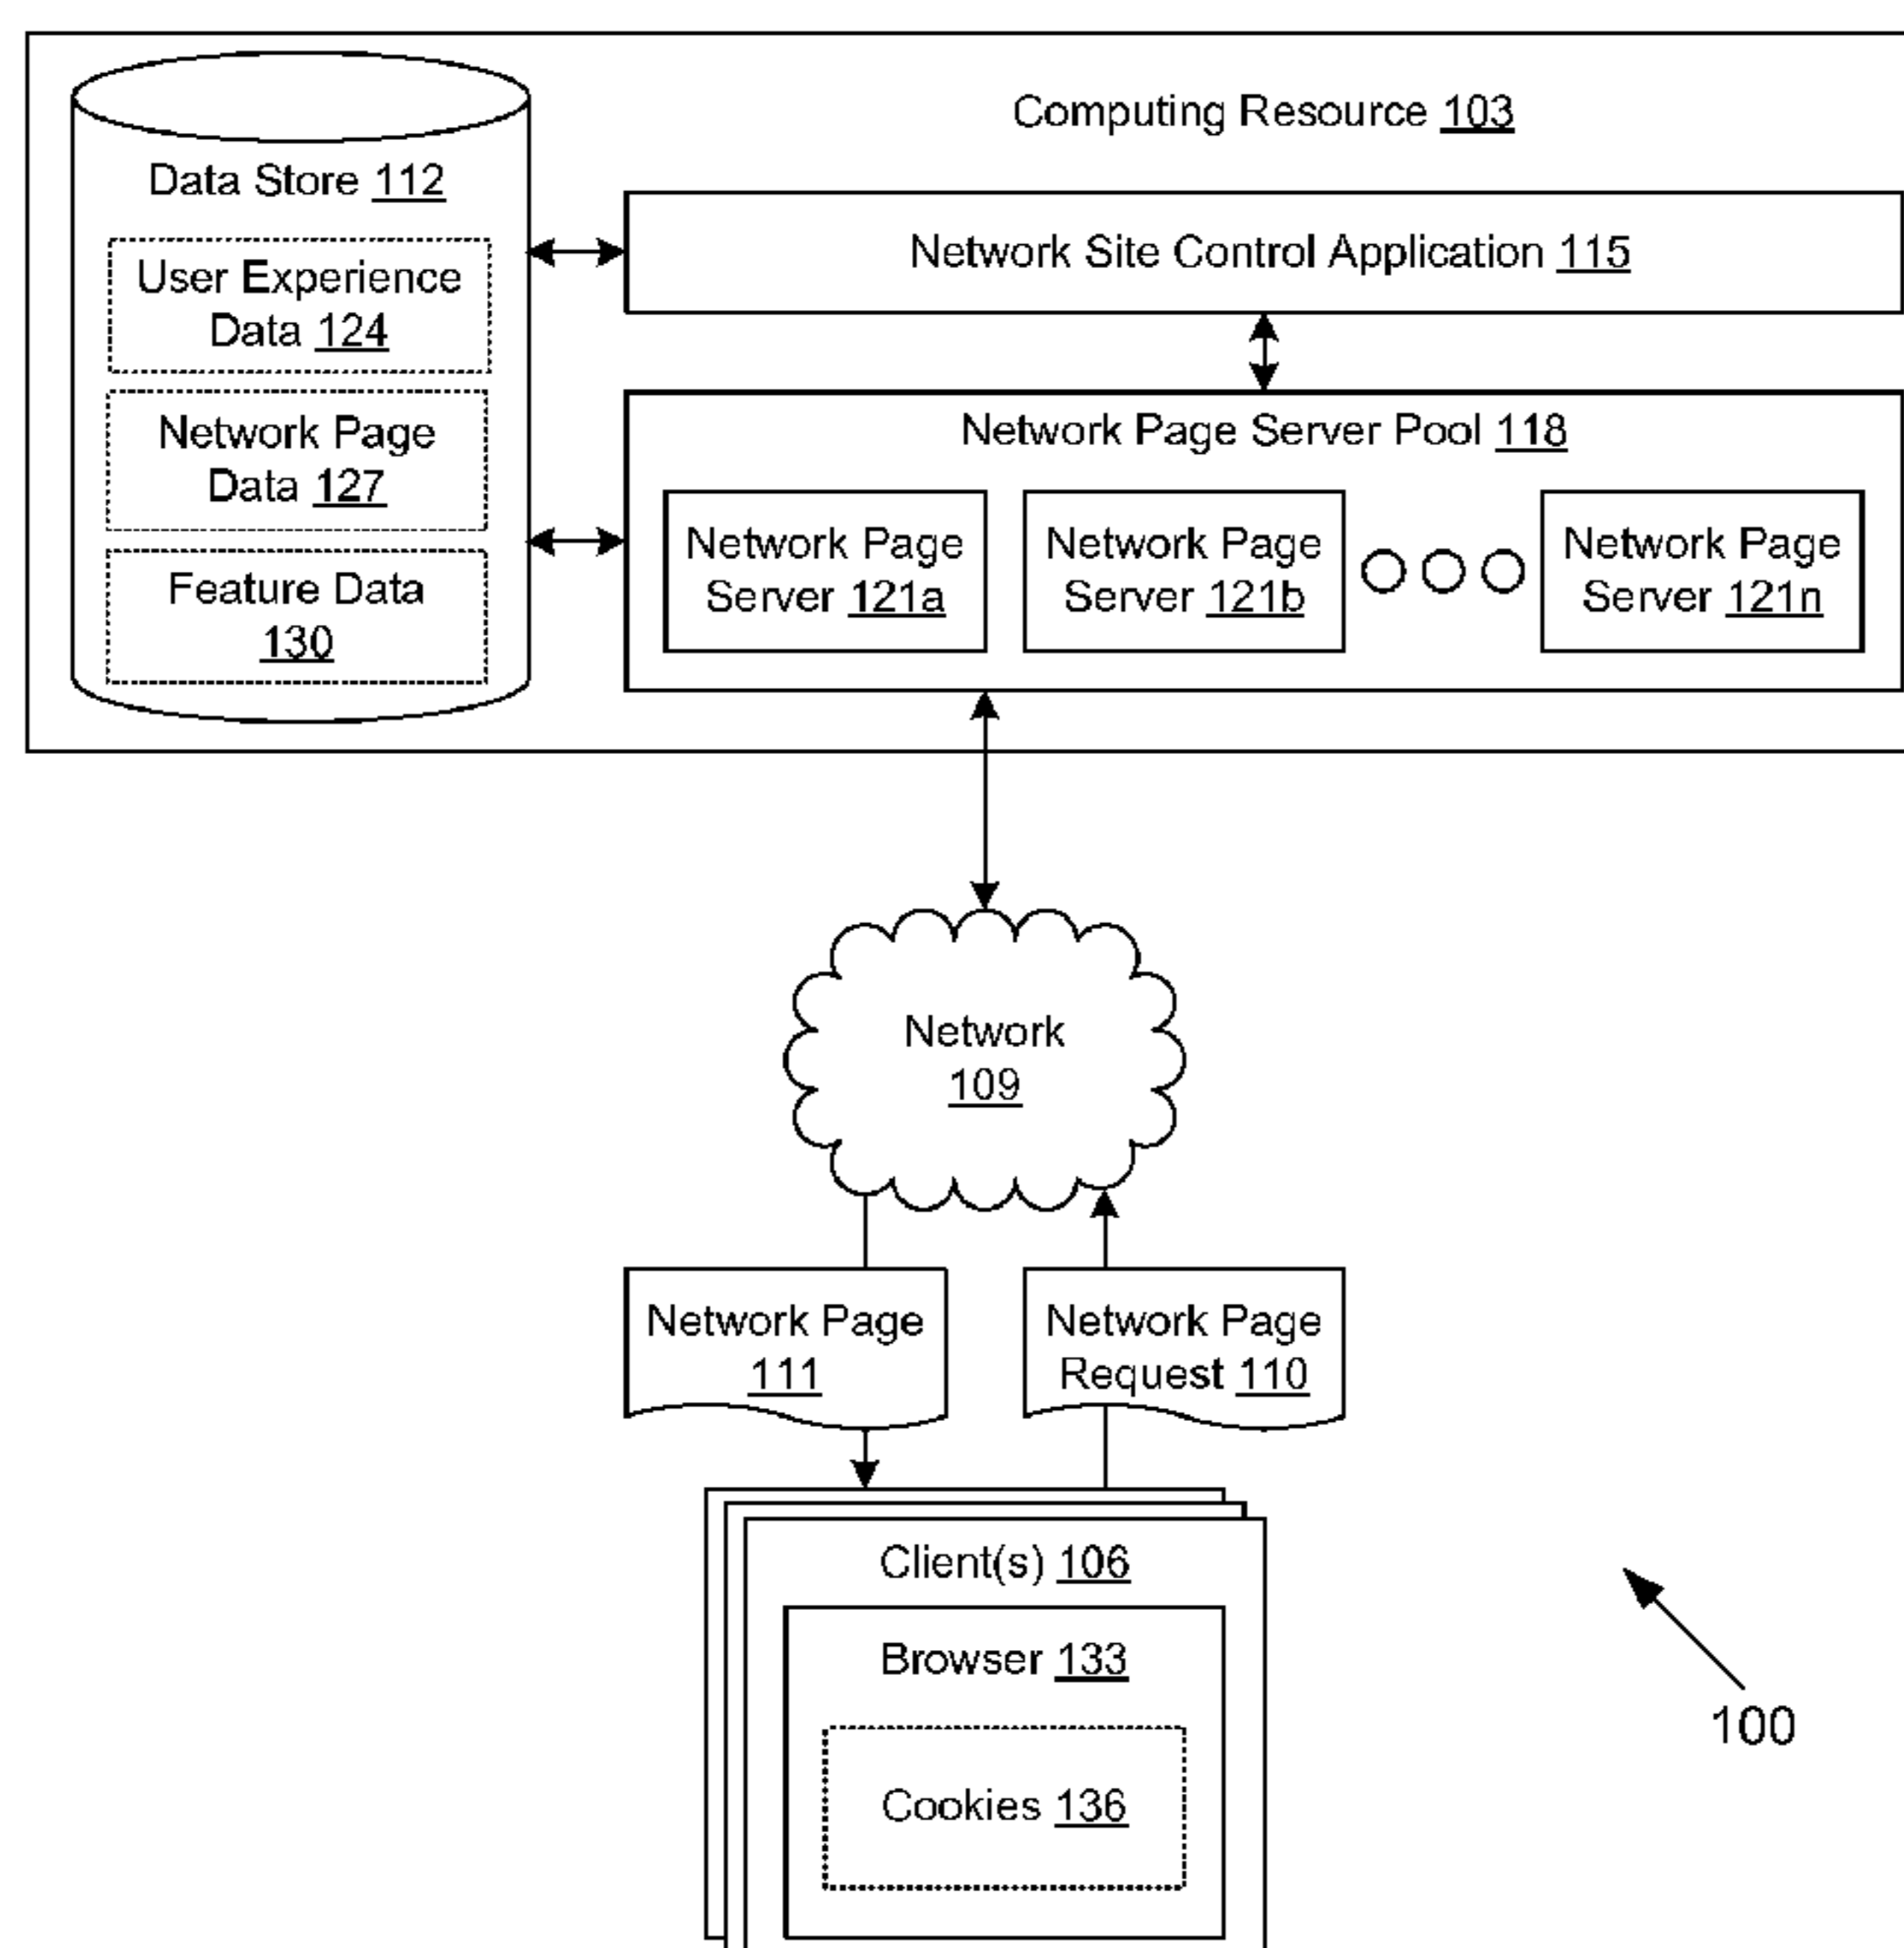 Computing Resource 103
Data Store 112
Network Site Control Application 115
User Experience
Data 124
Network Page
Data 127
Feature Data
130
Network Page Server Pool 118
Network Page
Server 121a
Network Page
Server 121b
Network Page
Server 121n
Network
109
Network Page
111
Network Page
Request 110
Client(s) 106
Browser 133
Cookies 136
100